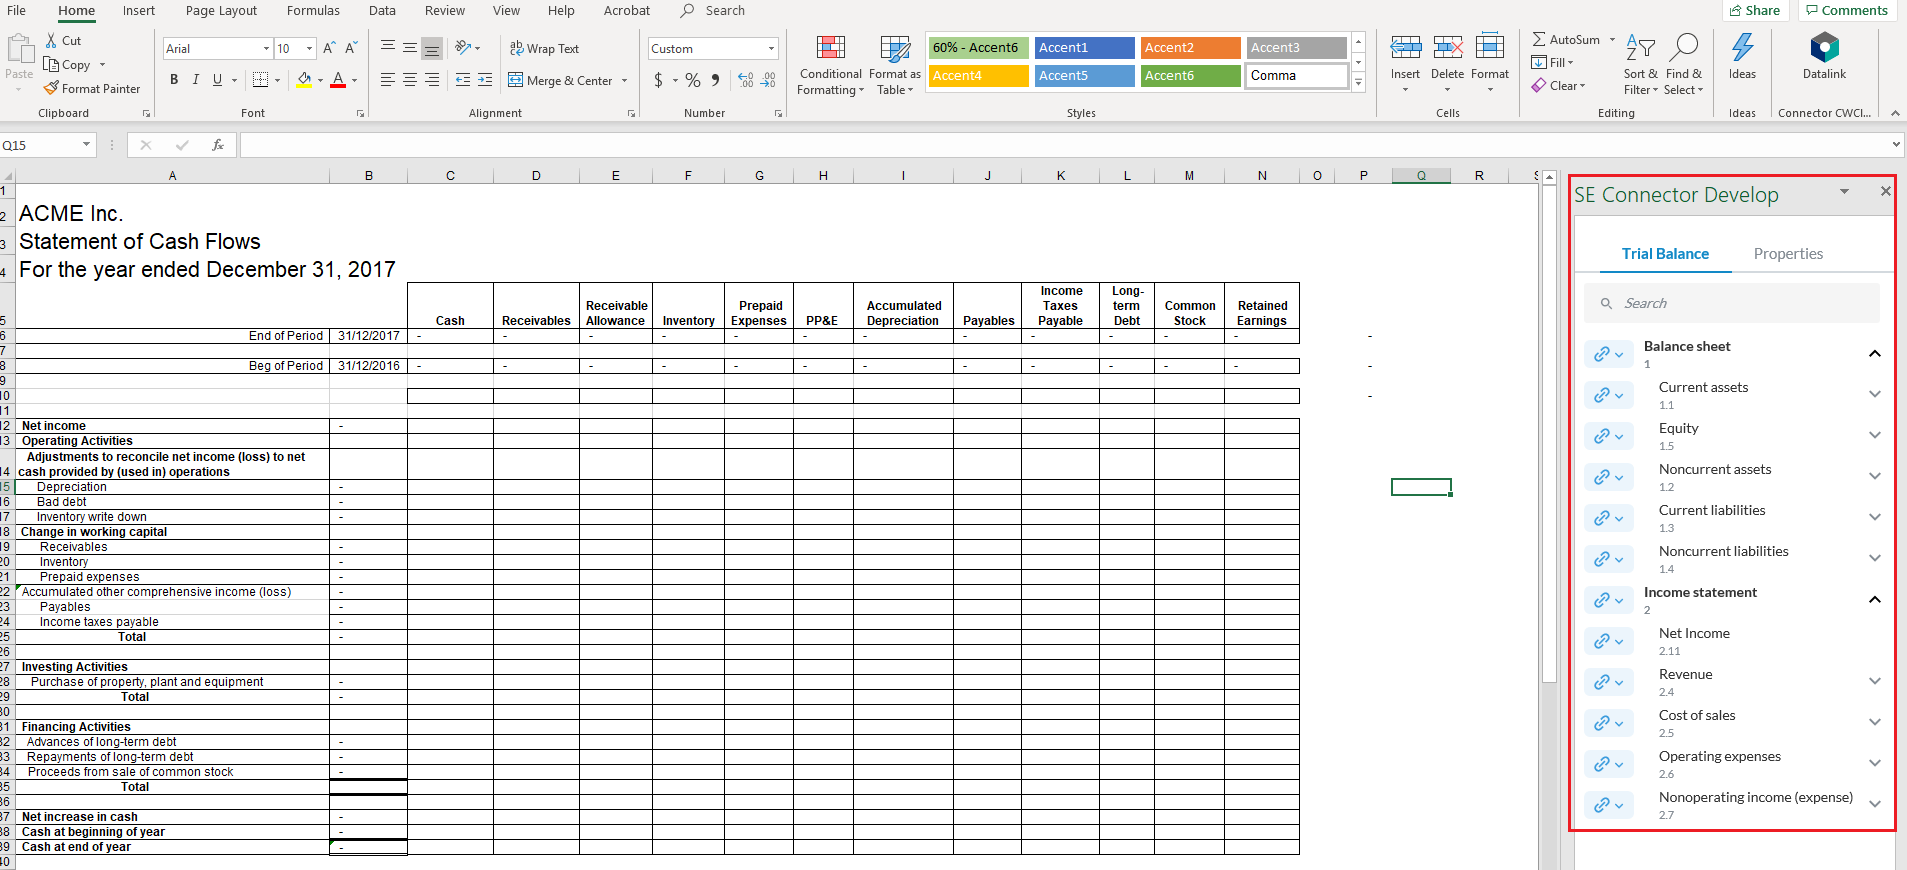 File Home Insert Page Layout Formulas Data Review View Help Acrobat Search Share Comments
Cut
Copy
Format Painter
Paste
Clipboard
Arial 10 A A
B I U A
Font
ab Wrap Text
Merge & Center
Alignment
Custom
$ % , .00
Number
Conditional Formatting
Format as Table
60% - Accent6 Accent1 Accent2 Accent3
Accent4 Accent5 Accent6 Comma
Styles
Insert Delete Format
Cells
AutoSum
Fill
Clear
Sort & Filter
Find & Select
Editing
Ideas
Ideas
Datalink
Connector CWCl...
Q15 fx
A B C D E F G H I J K L M N O P Q R
1
2 ACME Inc.
3 Statement of Cash Flows
4 For the year ended December 31, 2017
5 Cash Receivables Receivable Allowance Inventory Prepaid Expenses PP&E Accumulated Depreciation Payables Income Taxes Payable Long-term Debt Common Stock Retained Earnings
6 End of Period 31/12/2017 - - - - - - - - - - - - -
7
8 Beg of Period 31/12/2016 - - - - - - - - - - - - -
9
10 -
11
12 Net income -
13 Operating Activities
14 Adjustments to reconcile net income (loss) to net cash provided by (used in) operations
15 Depreciation -
16 Bad debt -
17 Inventory write down -
18 Change in working capital
19 Receivables -
20 Inventory -
21 Prepaid expenses -
22 Accumulated other comprehensive income (loss) -
23 Payables -
24 Income taxes payable -
25 Total -
26
27 Investing Activities
28 Purchase of property, plant and equipment -
29 Total -
30
31 Financing Activities
32 Advances of long-term debt -
33 Repayments of long-term debt -
34 Proceeds from sale of common stock -
35 Total
36
37 Net increase in cash -
38 Cash at beginning of year -
39 Cash at end of year -
40
SE Connector Develop
Trial Balance Properties
Search
Balance sheet
1
Current assets
1.1
Equity
1.5
Noncurrent assets
1.2
Current liabilities
1.3
Noncurrent liabilities
1.4
Income statement
2
Net Income
2.11
Revenue
2.4
Cost of sales
2.5
Operating expenses
2.6
Nonoperating income (expense)
2.7